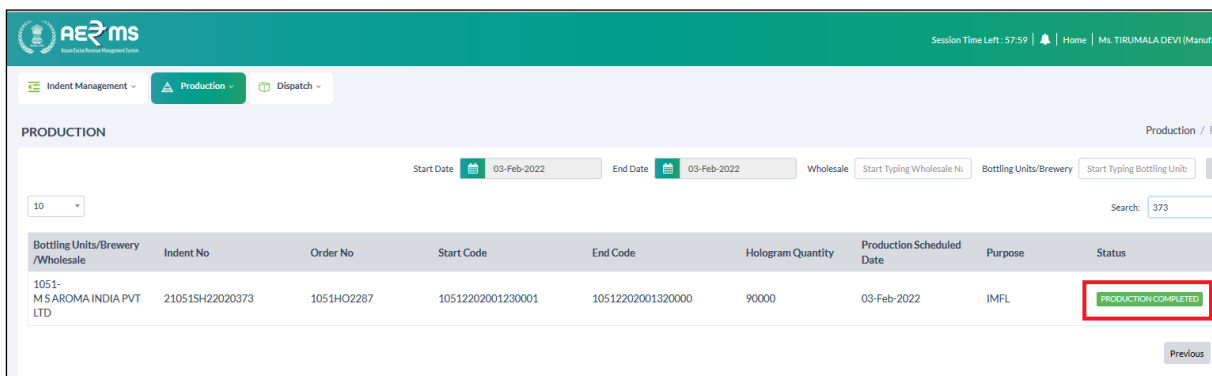 AE₹MS
Assam Excise Revenue Management System
Session Time Left : 57:59 | Home | Ms. TIRUMALA DEVI (Manuf
Indent Management Production Dispatch
PRODUCTION Production /
Start Date 03-Feb-2022 End Date 03-Feb-2022 Wholesale Start Typing Wholesale Na Bottling Units/Brewery Start Typing Bottling Units
10 Search: 373
Bottling Units/Brewery /Wholesale Indent No Order No Start Code End Code Hologram Quantity Production Scheduled Date Purpose Status
1051-
M S AROMA INDIA PVT 21051SH22020373 1051HO2287 10512202001230001 10512202001320000 90000 03-Feb-2022 IMFL PRODUCTION COMPLETED
LTD
Previous